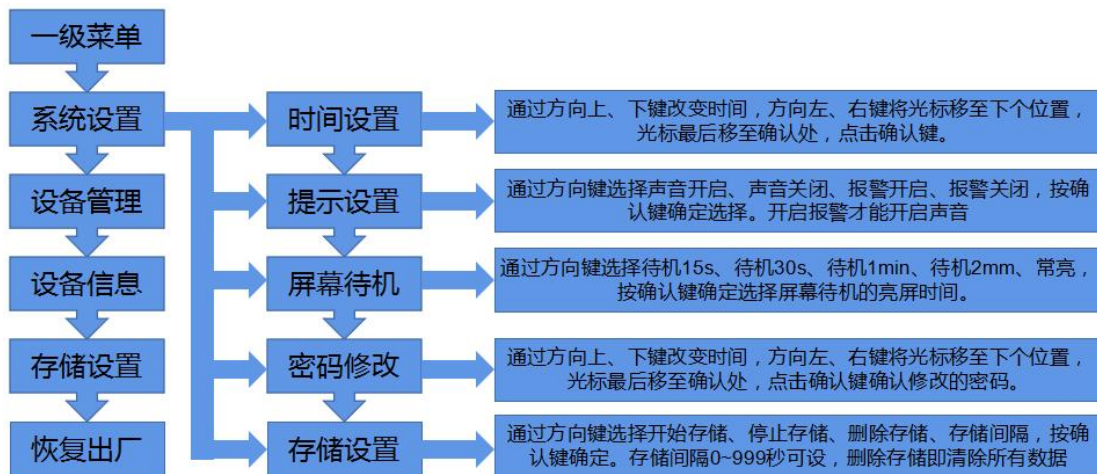 一级菜单
系统设置
设备管理
设备信息
存储设置
恢复出厂
时间设置
通过方向上、下键改变时间，方向左、右键将光标移至下个位置，
光标最后移至确认处，点击确认键。
提示设置
通过方向键选择声音开启、声音关闭、报警开启、报警关闭，按确
认键确定选择。开启报警才能开启声音
屏幕待机
通过方向键选择待机15s、待机30s、待机1min、待机2mm、常亮，
按确认键确定选择屏幕待机的亮屏时间。
密码修改
通过方向上、下键改变时间，方向左、右键将光标移至下个位置，
光标最后移至确认处，点击确认键确认修改的密码。
存储设置
通过方向键选择开始存储、停止存储、删除存储、存储间隔，按确
认键确定。存储间隔0~999秒可设，删除存储即清除所有数据